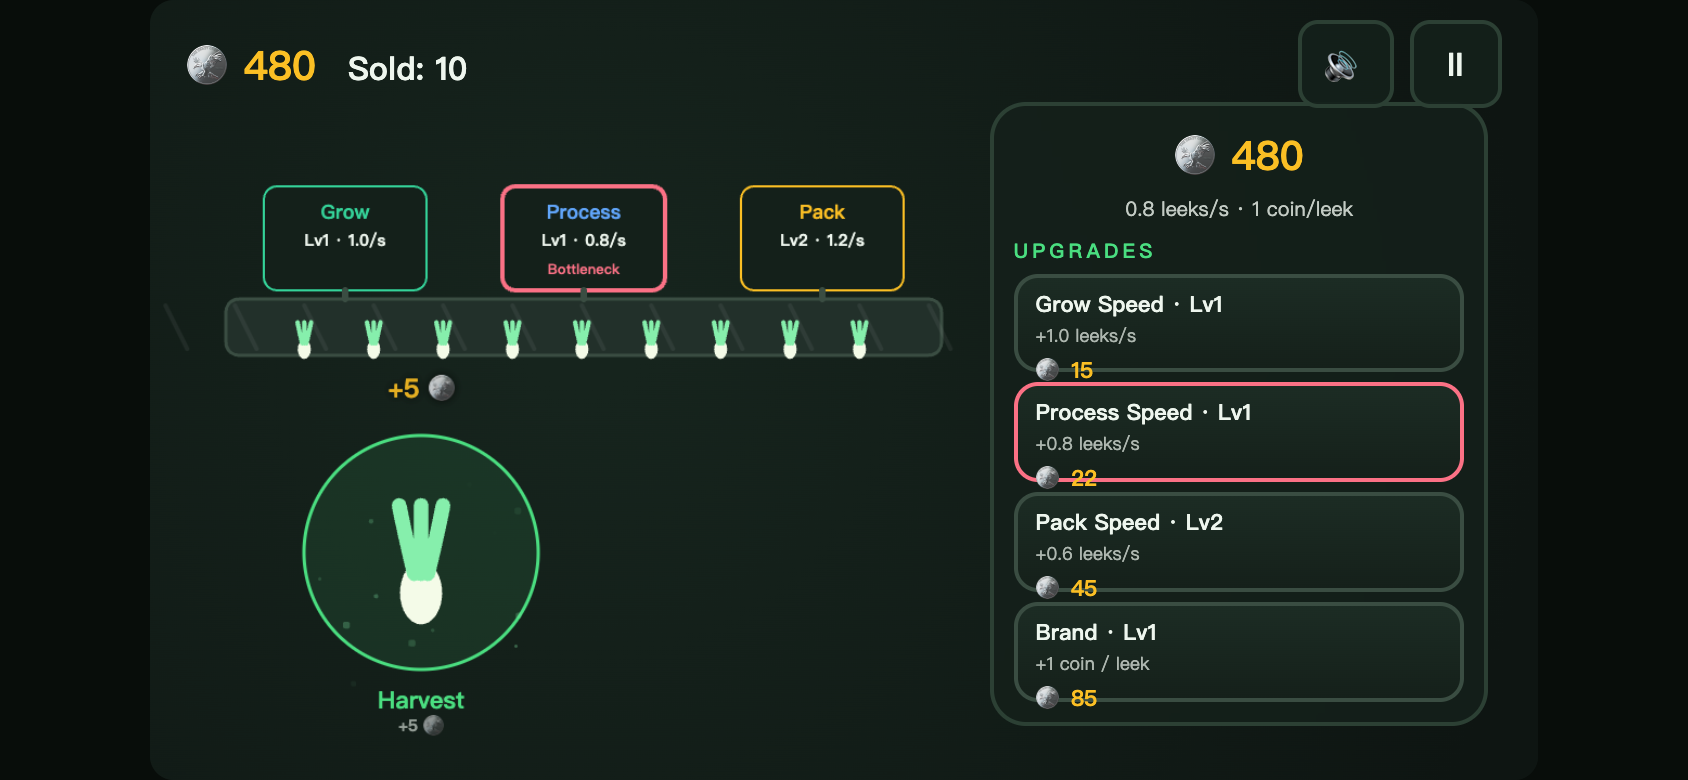 480 Sold: 10
Grow
Lv1 · 1.0/s
Process
Lv1 · 0.8/s
Bottleneck
Pack
Lv2 · 1.2/s
+5
Harvest
+5
480
0.8 leeks/s · 1 coin/leek
UPGRADES
Grow Speed · Lv1
+1.0 leeks/s
15
Process Speed · Lv1
+0.8 leeks/s
22
Pack Speed · Lv2
+0.6 leeks/s
45
Brand · Lv1
+1 coin / leek
85